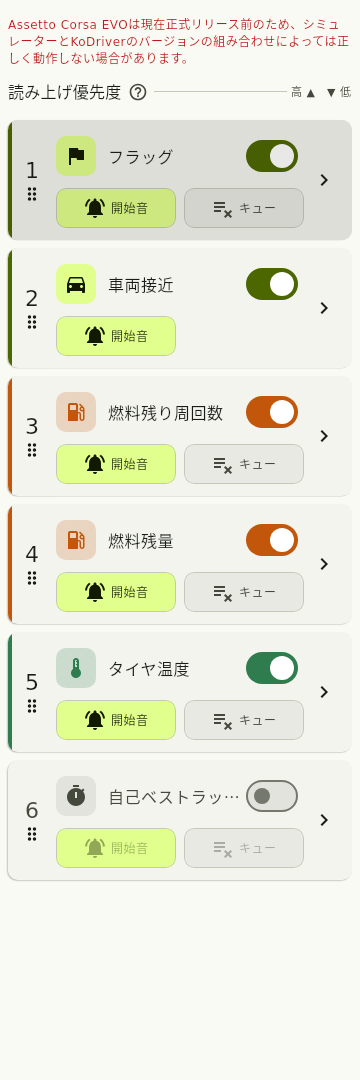 Assetto Corsa EVOは現在正式リリース前のため、シミュ
レーターとKoDriverのバージョンの組み合わせによっては正
しく動作しない場合があります。
読み上げ優先度 高▲ ▼低
1
フラッグ
開始音 キュー
2
車両接近
開始音
3
燃料残り周回数
開始音 キュー
4
燃料残量
開始音 キュー
5
タイヤ温度
開始音 キュー
6
自己ベストラッ…
開始音 キュー